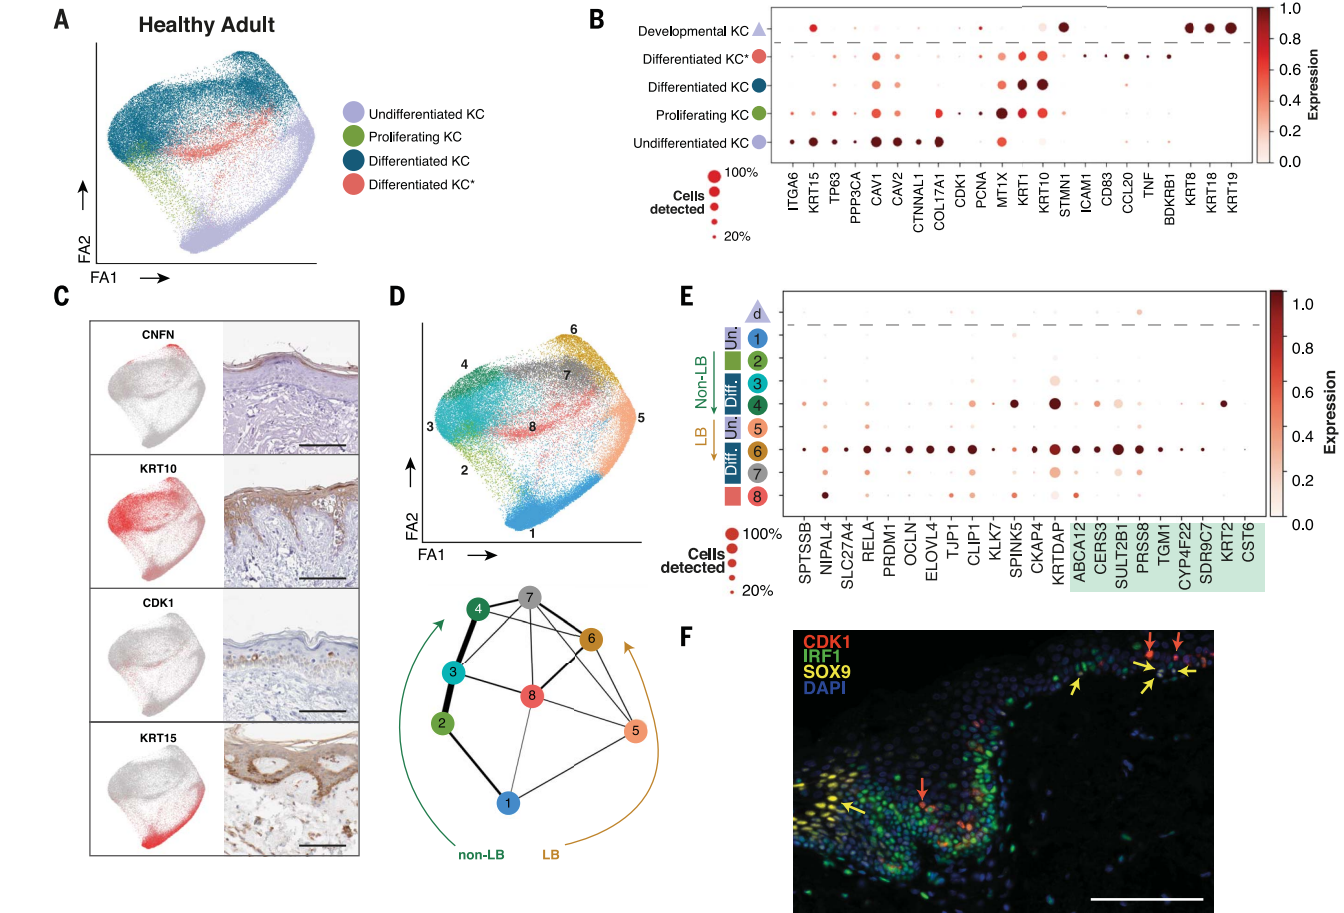 A
Healthy Adult
FA2
FA1
Undifferentiated KC
Proliferating KC
Differentiated KC
Differentiated KC*
B
Developmental KC
Differentiated KC*
Differentiated KC
Proliferating KC
Undifferentiated KC
100%
Cells
detected
20%
ITGA6
KRT15
TP63
PPP3CA
CAV1
CAV2
CTNNAL1
COL17A1
CDK1
PCNA
MT1X
KRT1
KRT10
STMN1
ICAM1
CD83
CCL20
TNF
BDKRB1
KRT8
KRT18
KRT19
1.0
0.8
0.6
0.4
0.2
0.0
Expression
C
CNFN
KRT10
CDK1
KRT15
D
6
4
7
3
8
5
2
1
FA2
FA1
4
7
6
3
8
2
5
1
non-LB
LB
E
d
Un.
1
2
Non-LB
Diff.
3
4
LB
Un.
5
Diff.
6
7
8
100%
Cells
detected
20%
SPTSSB
NIPAL4
SLC27A4
RELA
PRDM1
OCLN
ELOVL4
TJP1
CLIP1
KLK7
SPINK5
CKAP4
KRTDAP
ABCA12
CERS3
SULT2B1
PRSS8
TGM1
CYP4F22
SDR9C7
KRT2
CST6
1.0
0.8
0.6
0.4
0.2
0.0
Expression
F
CDK1
IRF1
SOX9
DAPI